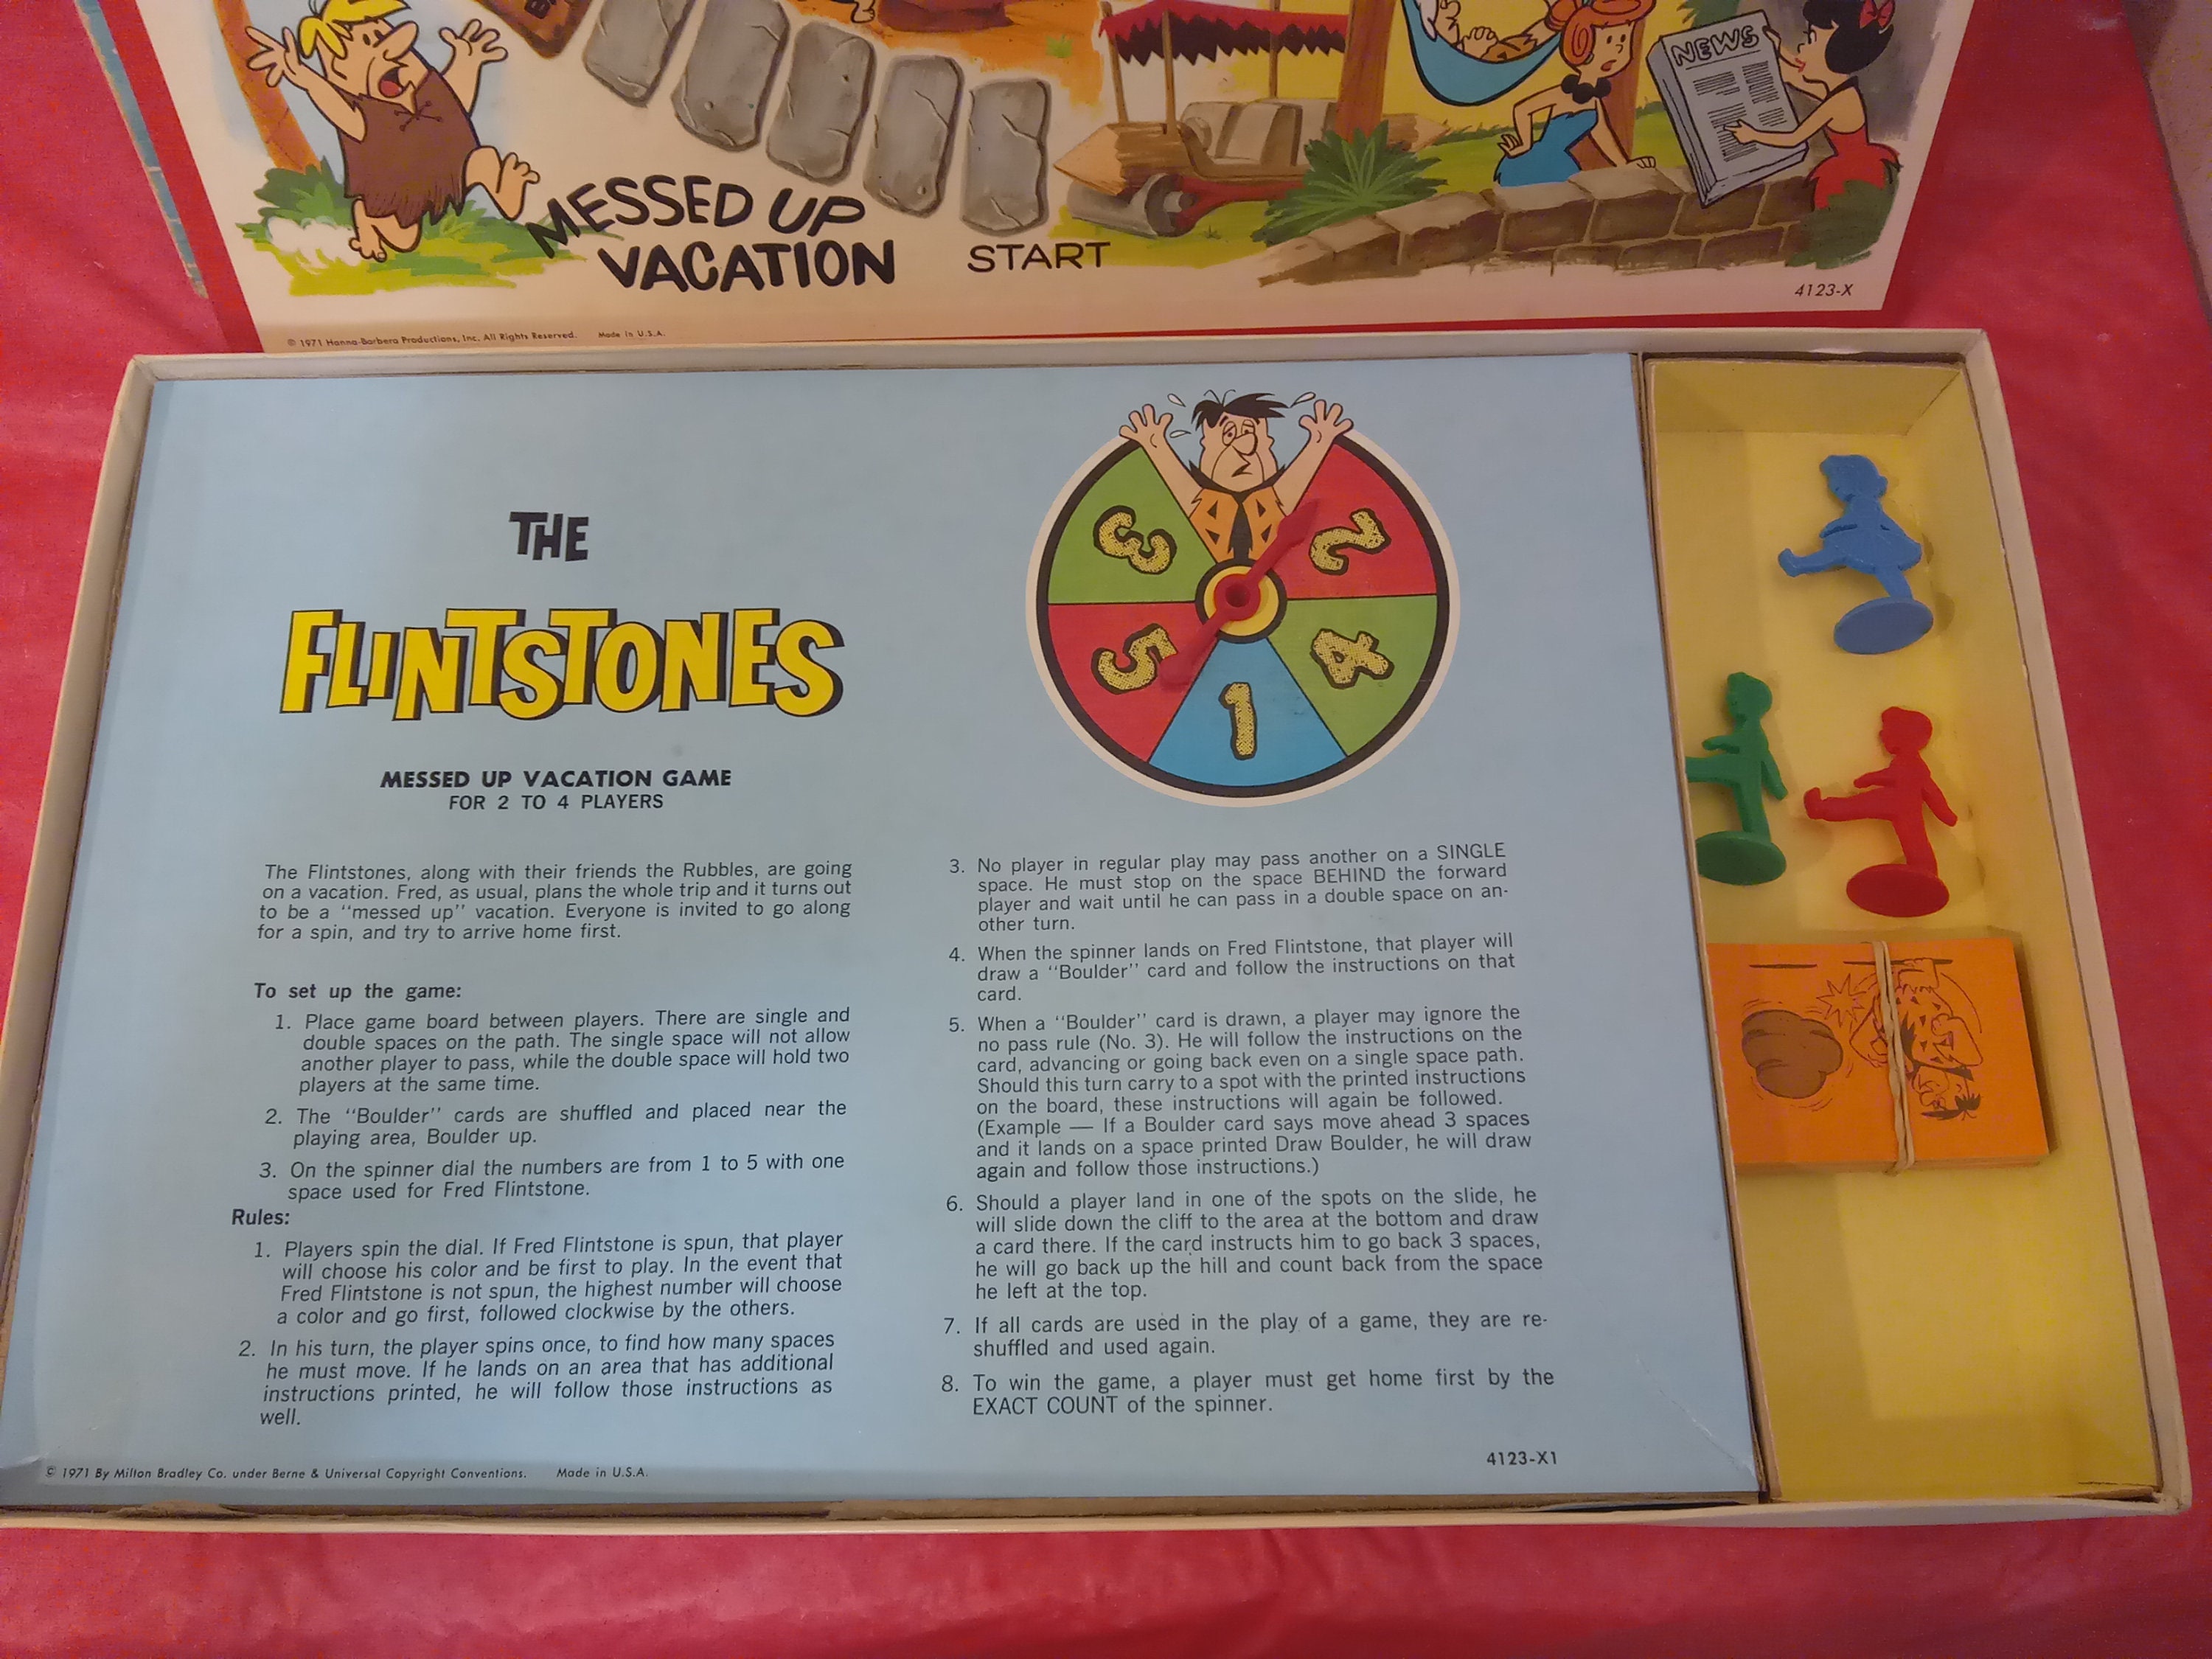 NEWS
MESSED UP
VACATION
START
4123-X
© 1971 Hanna-Barbera Productions, Inc. All Rights Reserved. Made in U.S.A.
THE
FLINTSTONES
MESSED UP VACATION GAME
FOR 2 TO 4 PLAYERS
The Flintstones, along with their friends the Rubbles, are going
on a vacation. Fred, as usual, plans the whole trip and it turns out
to be a "messed up" vacation. Everyone is invited to go along
for a spin, and try to arrive home first.
To set up the game:
1. Place game board between players. There are single and
double spaces on the path. The single space will not allow
another player to pass, while the double space will hold two
players at the same time.
2. The "Boulder" cards are shuffled and placed near the
playing area, Boulder up.
3. On the spinner dial the numbers are from 1 to 5 with one
space used for Fred Flintstone.
Rules:
1. Players spin the dial. If Fred Flintstone is spun, that player
will choose his color and be first to play. In the event that
Fred Flintstone is not spun, the highest number will choose
a color and go first, followed clockwise by the others.
2. In his turn, the player spins once, to find how many spaces
he must move. If he lands on an area that has additional
instructions printed, he will follow those instructions as
well.
3
2
5
4
1
3. No player in regular play may pass another on a SINGLE
space. He must stop on the space BEHIND the forward
player and wait until he can pass in a double space on an-
other turn.
4. When the spinner lands on Fred Flintstone, that player will
draw a "Boulder" card and follow the instructions on that
card.
5. When a "Boulder" card is drawn, a player may ignore the
no pass rule (No. 3). He will follow the instructions on the
card, advancing or going back even on a single space path.
Should this turn carry to a spot with the printed instructions
on the board, these instructions will again be followed.
(Example — If a Boulder card says move ahead 3 spaces
and it lands on a space printed Draw Boulder, he will draw
again and follow those instructions.)
6. Should a player land in one of the spots on the slide, he
will slide down the cliff to the area at the bottom and draw
a card there. If the card instructs him to go back 3 spaces,
he will go back up the hill and count back from the space
he left at the top.
7. If all cards are used in the play of a game, they are re-
shuffled and used again.
8. To win the game, a player must get home first by the
EXACT COUNT of the spinner.
4123-X1
© 1971 By Milton Bradley Co. under Berne & Universal Copyright Conventions. Made in U.S.A.